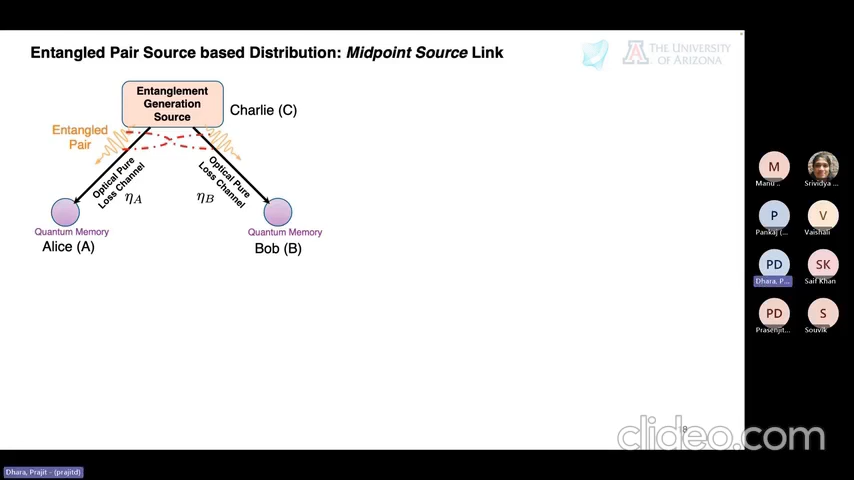 Entangled Pair Source based Distribution: Midpoint Source Link
THE UNIVERSITY
OF ARIZONA
Entanglement
Generation
Source
Charlie (C)
Entangled
Pair
Optical Pure
Loss Channel
ηA
Optical Pure
Loss Channel
ηB
Quantum Memory
Alice (A)
Quantum Memory
Bob (B)
M
Manu ..
Srividya ...
P
Pankaj (...
V
Vaishali
PD
Dhara, P...
SK
Saif Khan
PD
Prasenjit...
S
Souvik
18
clideo.com
Dhara, Prajit - (prajitd)